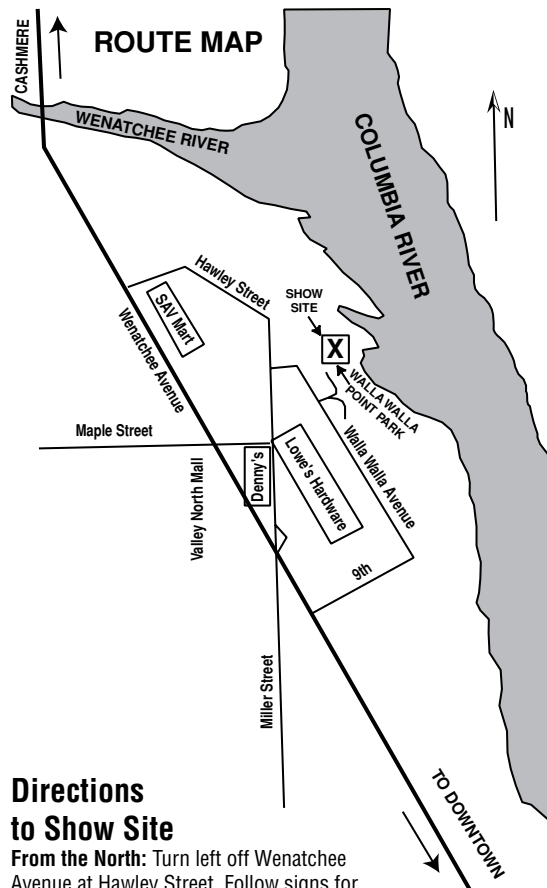 ROUTE MAP
CASHMERE
N
WENATCHEE RIVER
COLUMBIA RIVER
Hawley Street
SHOW
SITE
SAV Mart
X
Wenatchee Avenue
WALLA WALLA
POINT PARK
Maple Street
Walla Walla Avenue
Lowe's Hardware
Denny's
Valley North Mall
9th
Miller Street
TO DOWNTOWN
Directions
to Show Site
From the North: Turn left off Wenatchee
Avenue at Hawley Street. Follow signs for